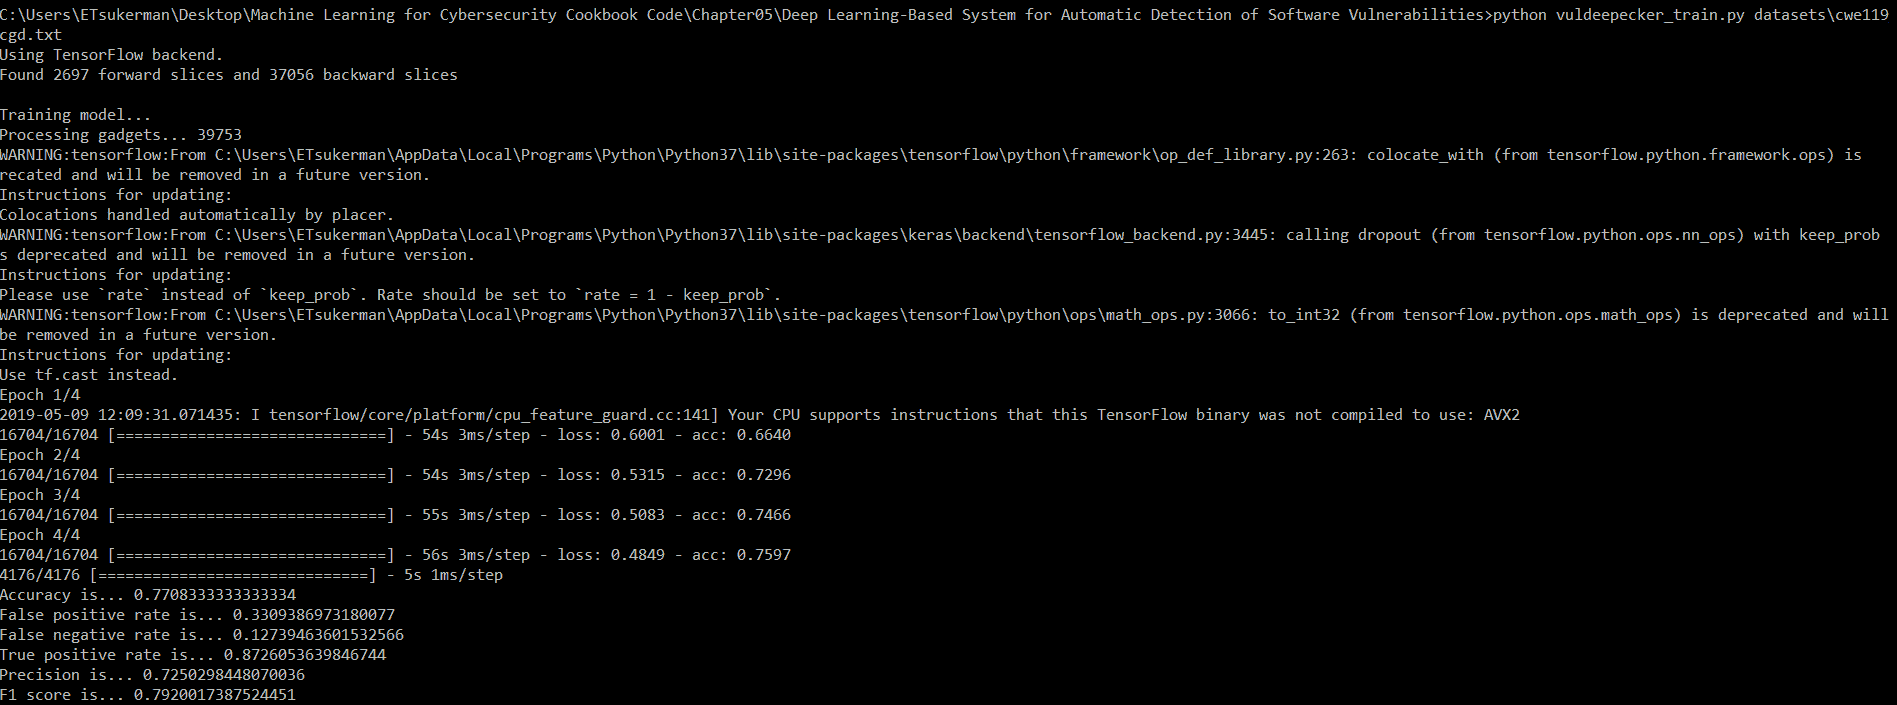 C:\Users\ETsukerman\Desktop\Machine Learning for Cybersecurity Cookbook Code\Chapter05\Deep Learning-Based System for Automatic Detection of Software Vulnerabilities>python vuldeepecker_train.py datasets\cwe119
cgd.txt
Using TensorFlow backend.
Found 2697 forward slices and 37056 backward slices
Training model...
Processing gadgets... 39753
WARNING:tensorflow:From C:\Users\ETsukerman\AppData\Local\Programs\Python\Python37\lib\site-packages\tensorflow\python\framework\op_def_library.py:263: colocate_with (from tensorflow.python.framework.ops) is
recated and will be removed in a future version.
Instructions for updating:
Colocations handled automatically by placer.
WARNING:tensorflow:From C:\Users\ETsukerman\AppData\Local\Programs\Python\Python37\lib\site-packages\keras\backend\tensorflow_backend.py:3445: calling dropout (from tensorflow.python.ops.nn_ops) with keep_prob
s deprecated and will be removed in a future version.
Instructions for updating:
Please use `rate` instead of `keep_prob`. Rate should be set to `rate = 1 - keep_prob`.
WARNING:tensorflow:From C:\Users\ETsukerman\AppData\Local\Programs\Python\Python37\lib\site-packages\tensorflow\python\ops\math_ops.py:3066: to_int32 (from tensorflow.python.ops.math_ops) is deprecated and will
be removed in a future version.
Instructions for updating:
Use tf.cast instead.
Epoch 1/4
2019-05-09 12:09:31.071435: I tensorflow/core/platform/cpu_feature_guard.cc:141] Your CPU supports instructions that this TensorFlow binary was not compiled to use: AVX2
16704/16704 [==============================] - 54s 3ms/step - loss: 0.6001 - acc: 0.6640
Epoch 2/4
16704/16704 [==============================] - 54s 3ms/step - loss: 0.5315 - acc: 0.7296
Epoch 3/4
16704/16704 [==============================] - 55s 3ms/step - loss: 0.5083 - acc: 0.7466
Epoch 4/4
16704/16704 [==============================] - 56s 3ms/step - loss: 0.4849 - acc: 0.7597
4176/4176 [==============================] - 5s 1ms/step
Accuracy is... 0.7708333333333334
False positive rate is... 0.3309386973180077
False negative rate is... 0.12739463601532566
True positive rate is... 0.8726053639846744
Precision is... 0.7250298448070036
F1 score is... 0.7920017387524451